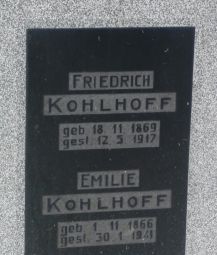 FRIEDRICH
KOHLHOFF
geb 18. 11 1869
gest. 12. 5 1917
EMILIE
KOHLHOFF
geb 1. 11 1866
gest. 30. 1 1941